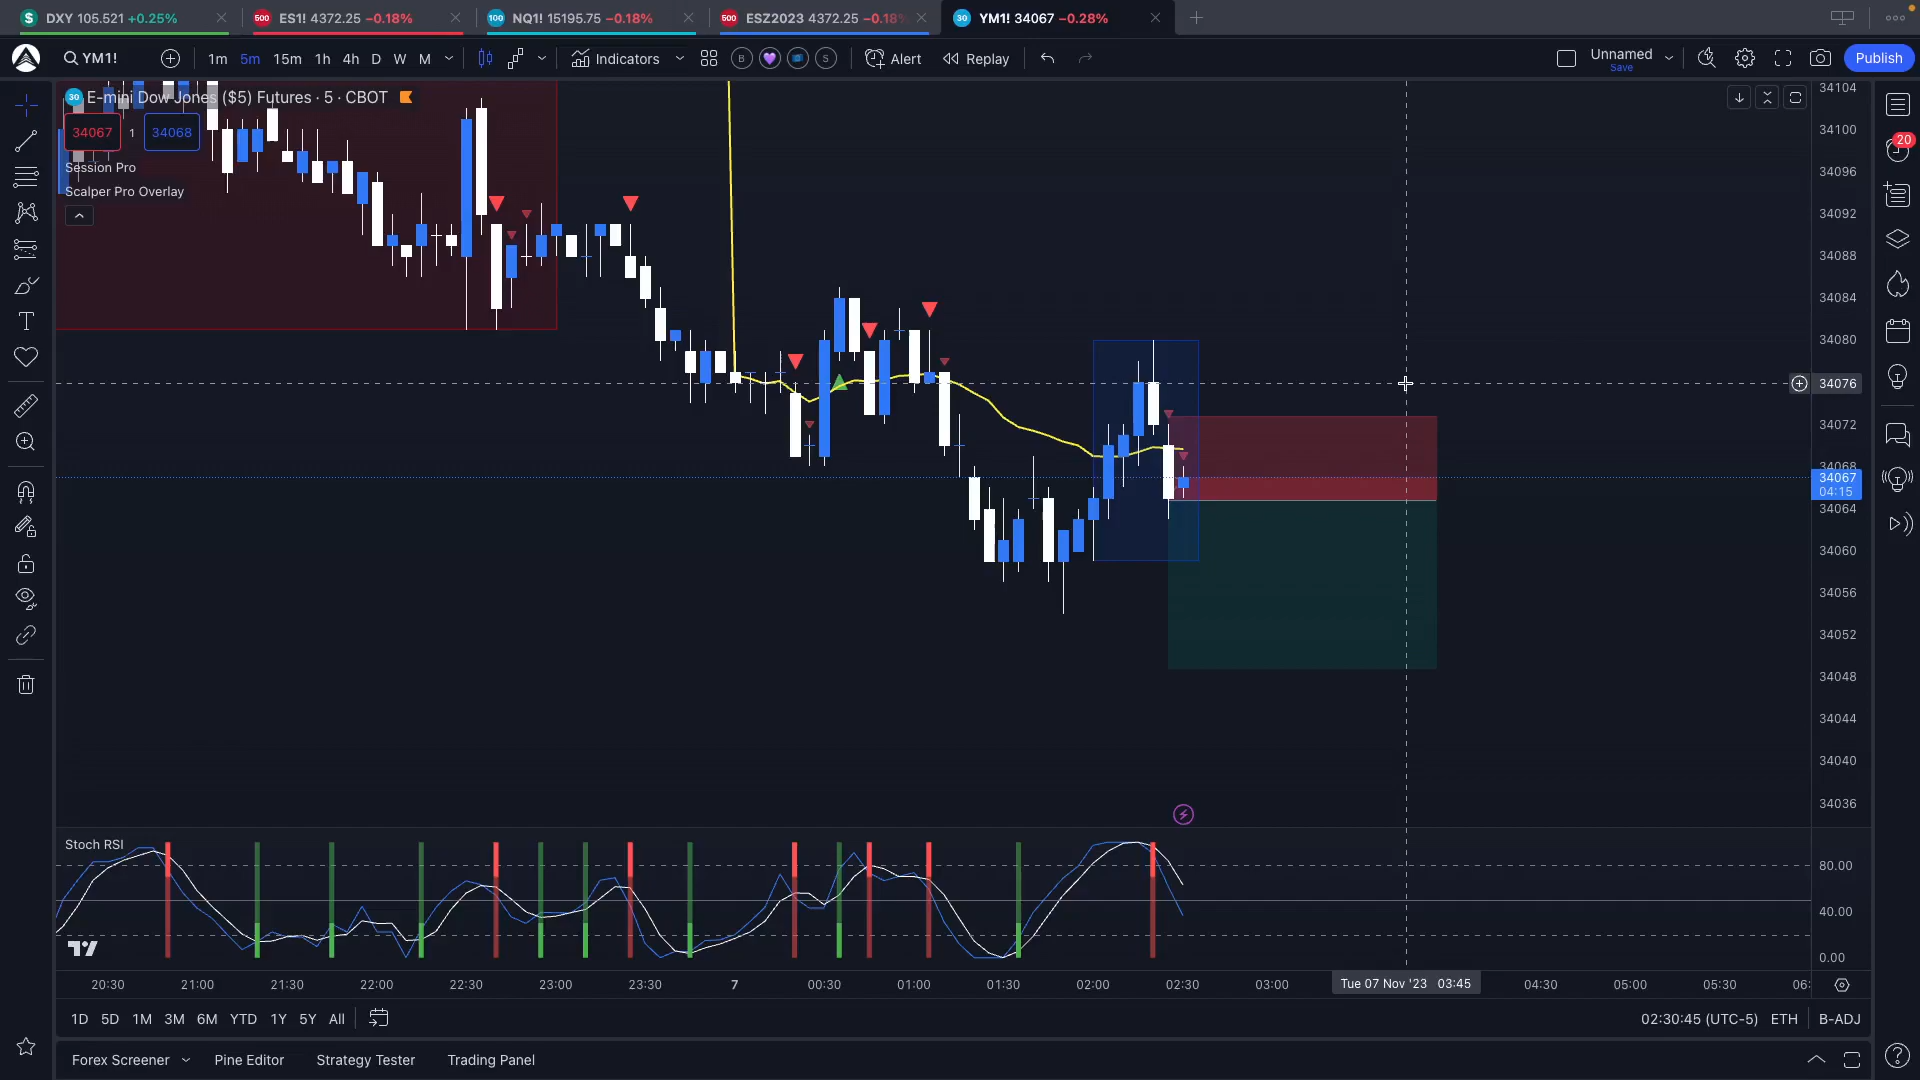 DXY 105.521 +0.25%
ES1! 4372.25 −0.18%
NQ1! 15195.75 −0.18%
ESZ2023 4372.25 −0.18%
YM1! 34067 −0.28%
YM1!
1m 5m 15m 1h 4h D W M
Indicators
B
S
Alert
Replay
Unnamed
Save
Publish
E-mini Dow Jones ($5) Futures · 5 · CBOT
34067 1 34068
Session Pro
Scalper Pro Overlay
20
34104
34100
34096
34092
34088
34084
34080
34076
34072
34068
34067
04:15
34064
34060
34056
34052
34048
34044
34040
34036
Stoch RSI
80.00
40.00
0.00
20:30 21:00 21:30 22:00 22:30 23:00 23:30 7 00:30 01:00 01:30 02:00 02:30 03:00 Tue 07 Nov '23 03:45 04:30 05:00 05:30 06:
1D 5D 1M 3M 6M YTD 1Y 5Y All
02:30:45 (UTC-5) ETH B-ADJ
Forex Screener Pine Editor Strategy Tester Trading Panel